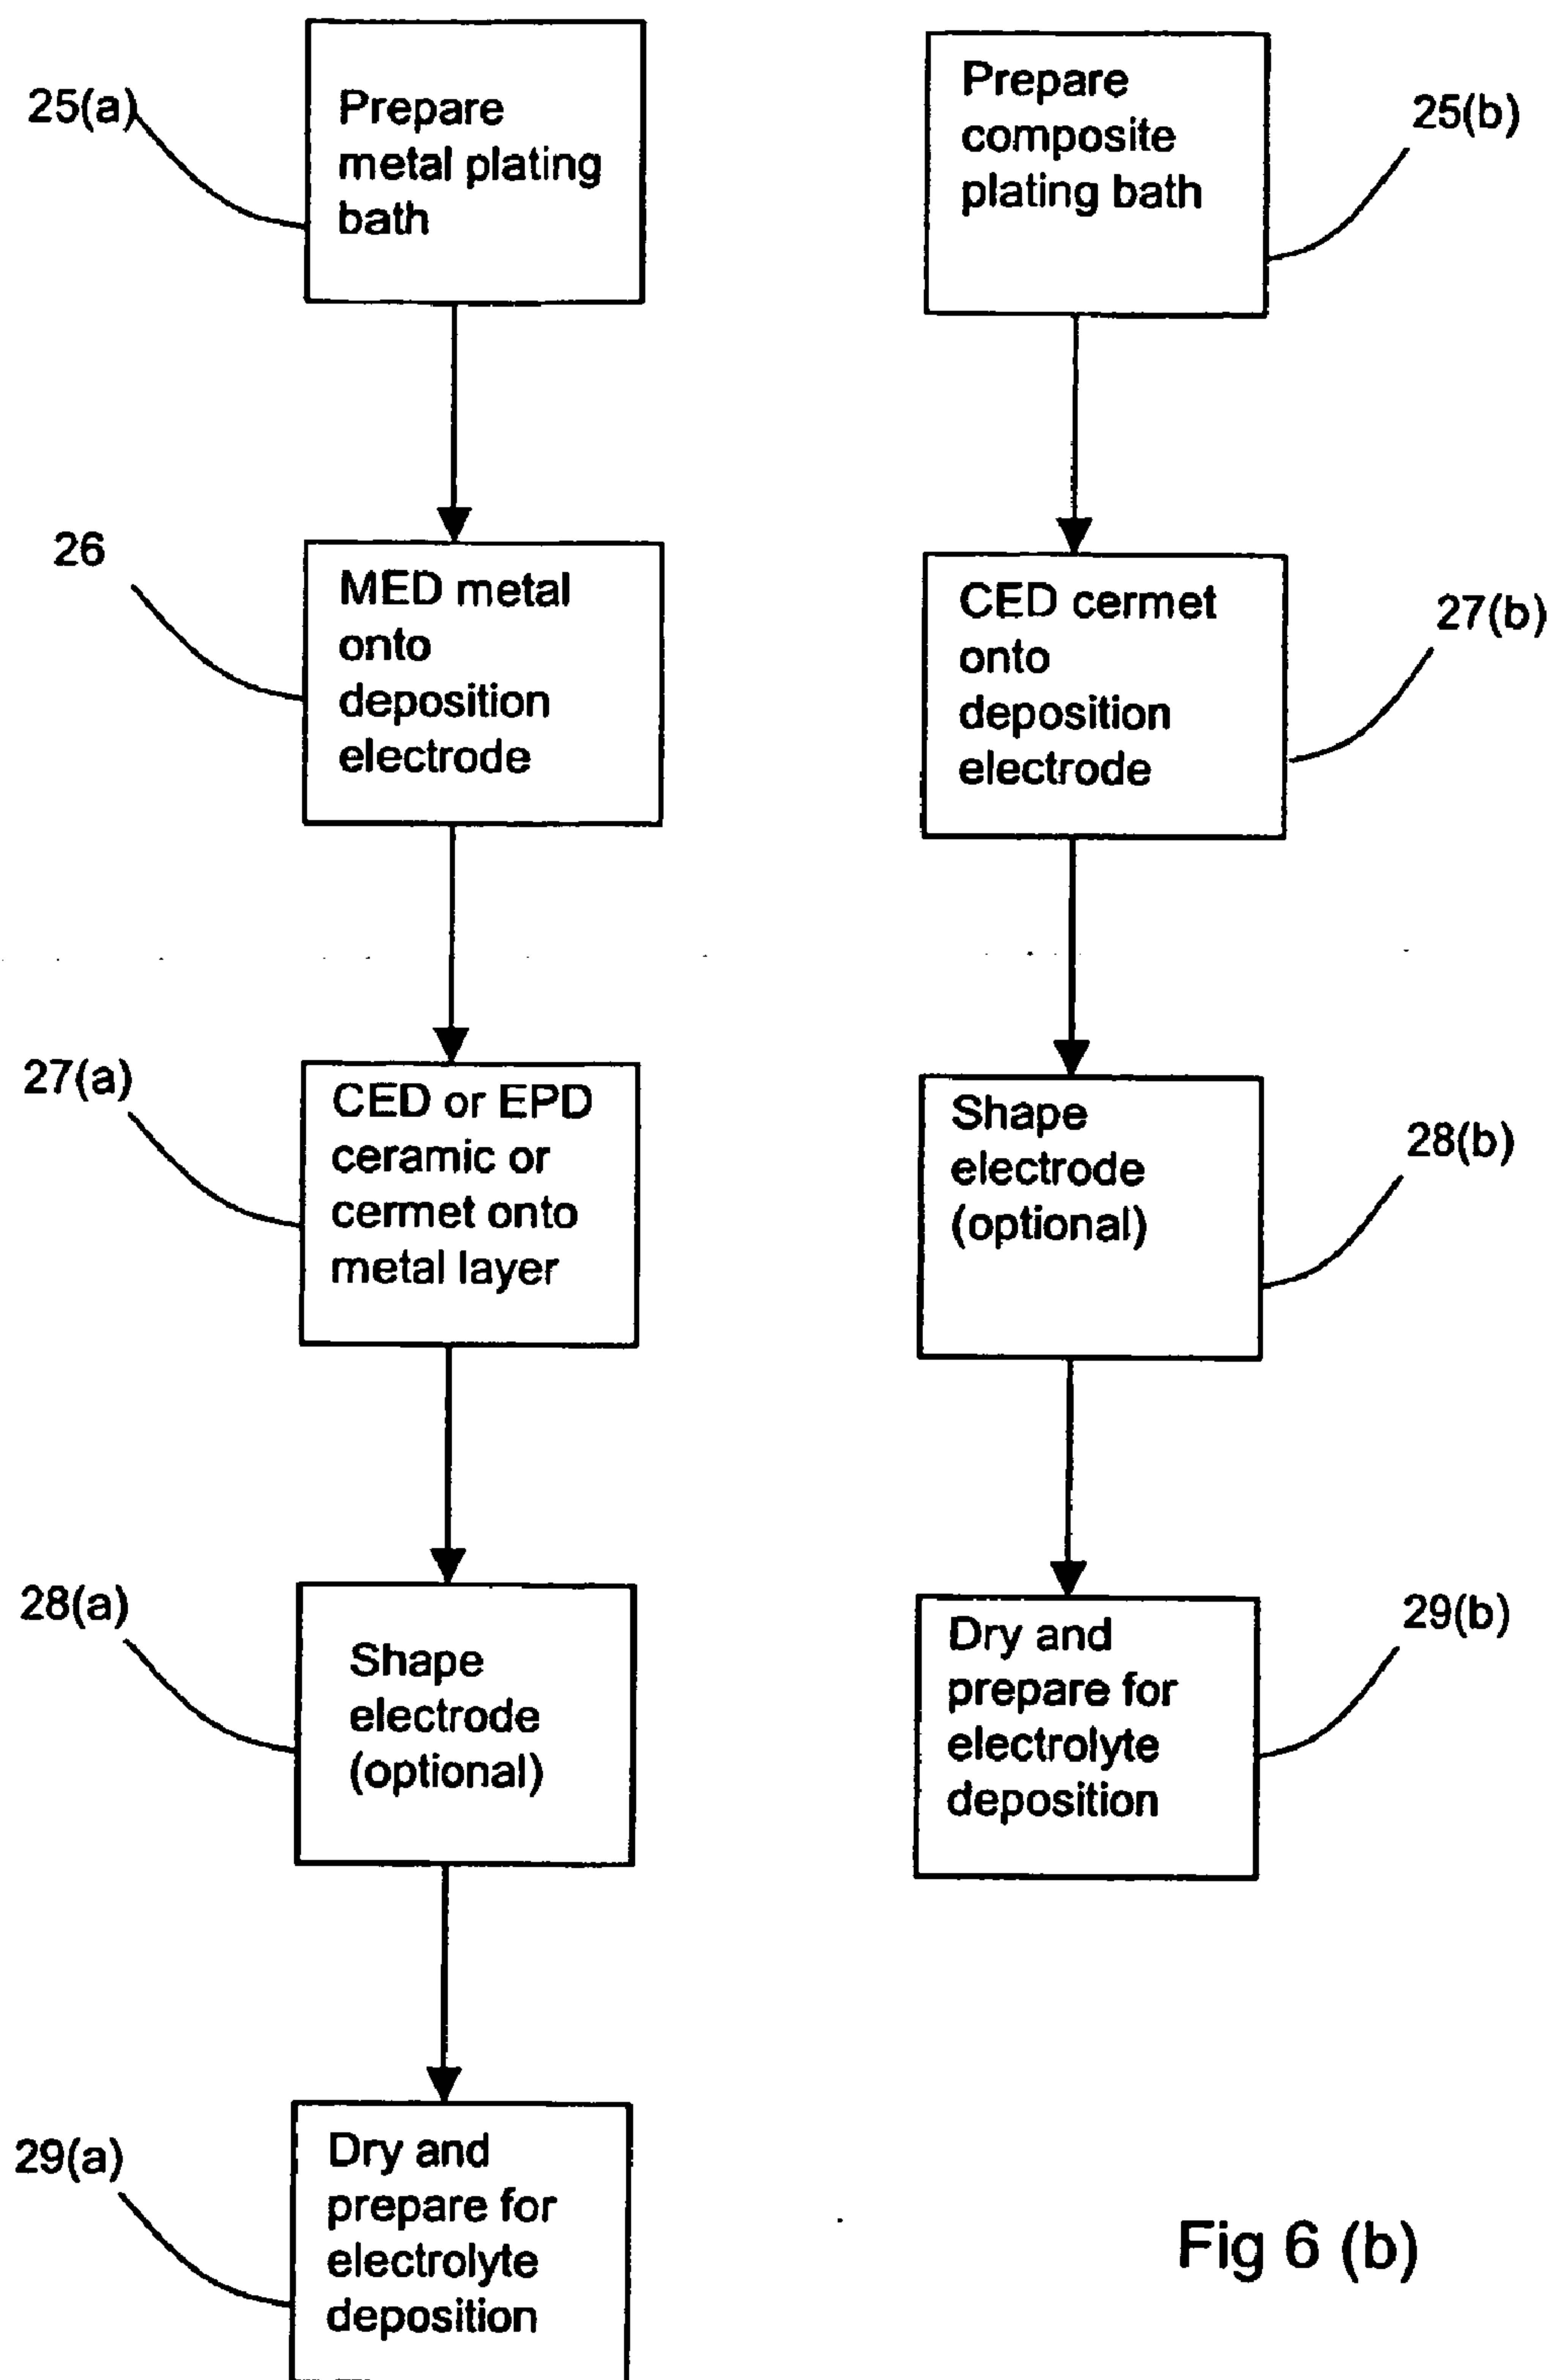 25(a)
Prepare
metal plating
bath
26
MED metal
onto
deposition
electrode
27(a)
CED or EPD
ceramic or
cermet onto
metal layer
28(a)
Shape
electrode
(optional)
29(a)
Dry and
prepare for
electrolyte
deposition
Prepare
composite
plating bath
25(b)
CED cermet
onto
deposition
electrode
27(b)
Shape
electrode
(optional)
28(b)
Dry and
prepare for
electrolyte
deposition
29(b)
Fig 6 (b)